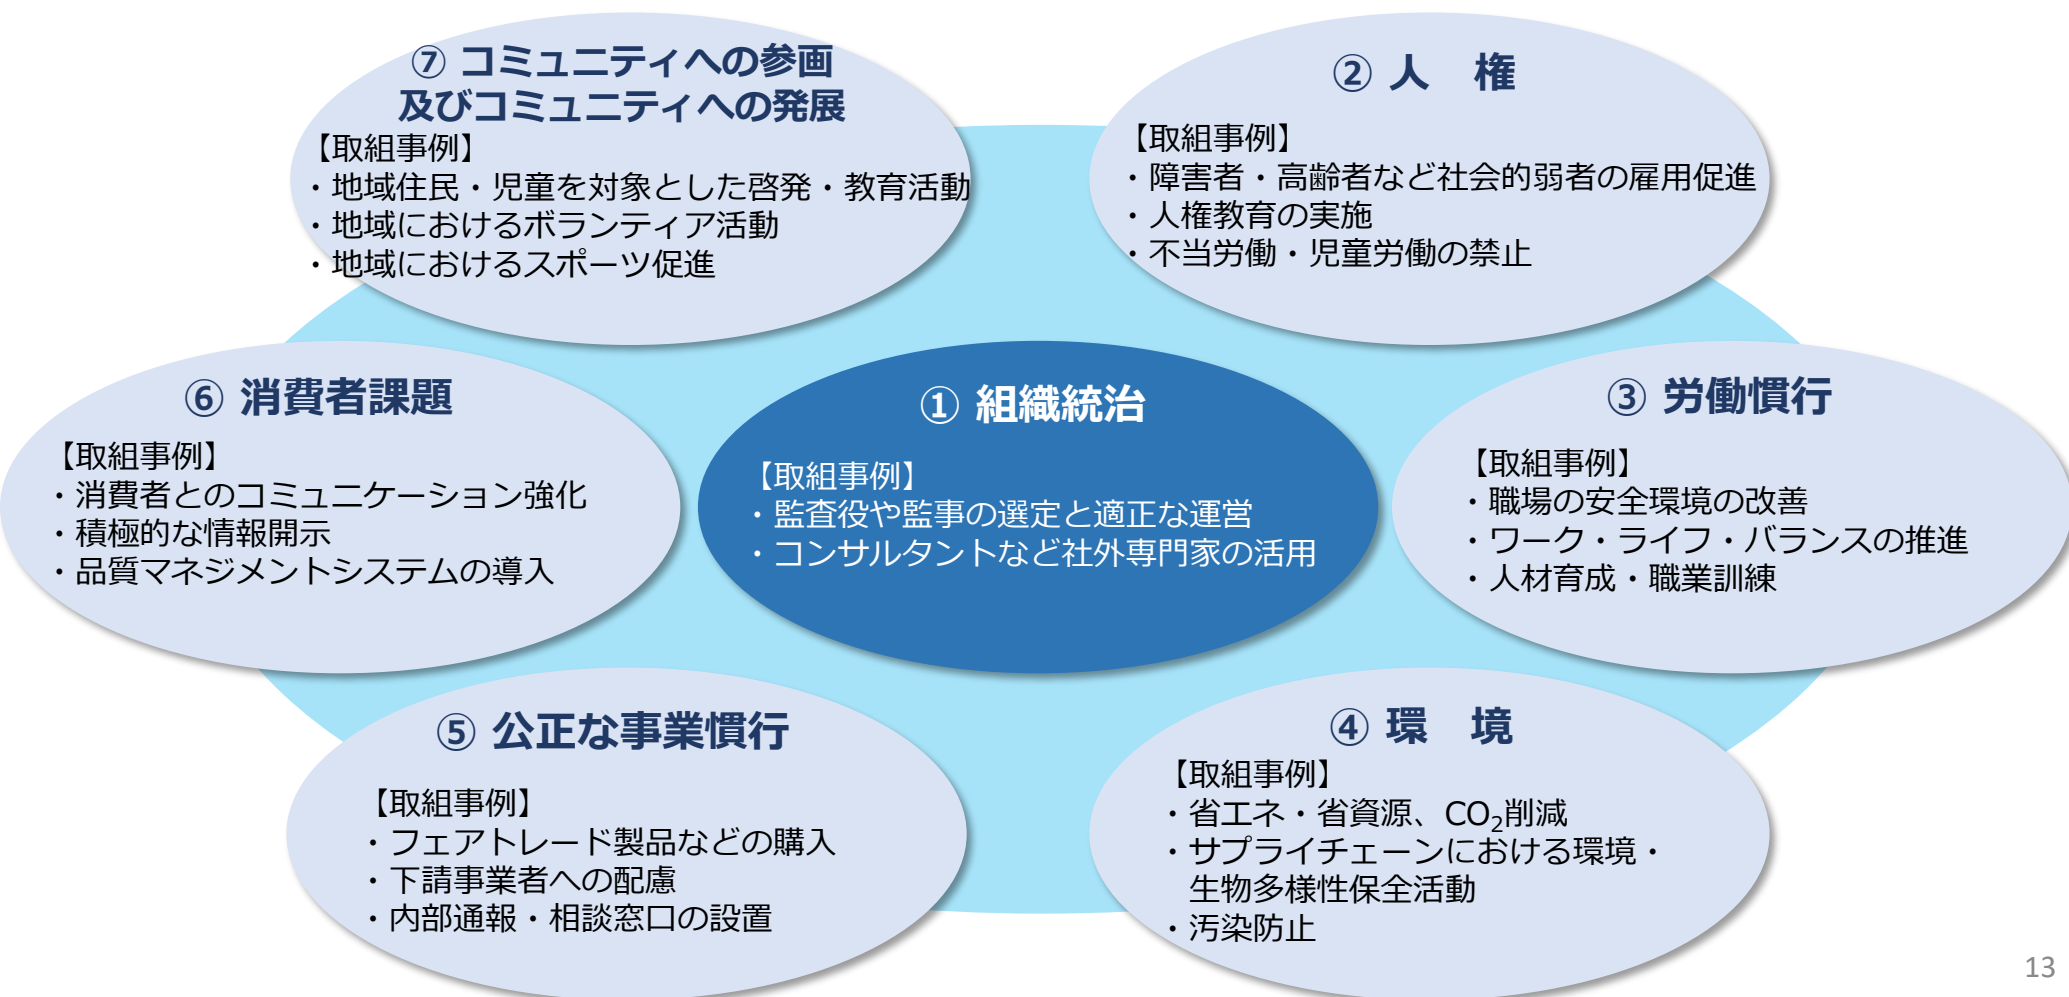 ⑦ コミュニティへの参画
及びコミュニティへの発展
【取組事例】
・地域住民・児童を対象とした啓発・教育活動
・地域におけるボランティア活動
・地域におけるスポーツ促進
② 人　権
【取組事例】
・障害者・高齢者など社会的弱者の雇用促進
・人権教育の実施
・不当労働・児童労働の禁止
⑥ 消費者課題
【取組事例】
・消費者とのコミュニケーション強化
・積極的な情報開示
・品質マネジメントシステムの導入
① 組織統治
【取組事例】
・監査役や監事の選定と適正な運営
・コンサルタントなど社外専門家の活用
③ 労働慣行
【取組事例】
・職場の安全環境の改善
・ワーク・ライフ・バランスの推進
・人材育成・職業訓練
⑤ 公正な事業慣行
【取組事例】
・フェアトレード製品などの購入
・下請事業者への配慮
・内部通報・相談窓口の設置
④ 環　境
【取組事例】
・省エネ・省資源、CO₂削減
・サプライチェーンにおける環境・
生物多様性保全活動
・汚染防止
13